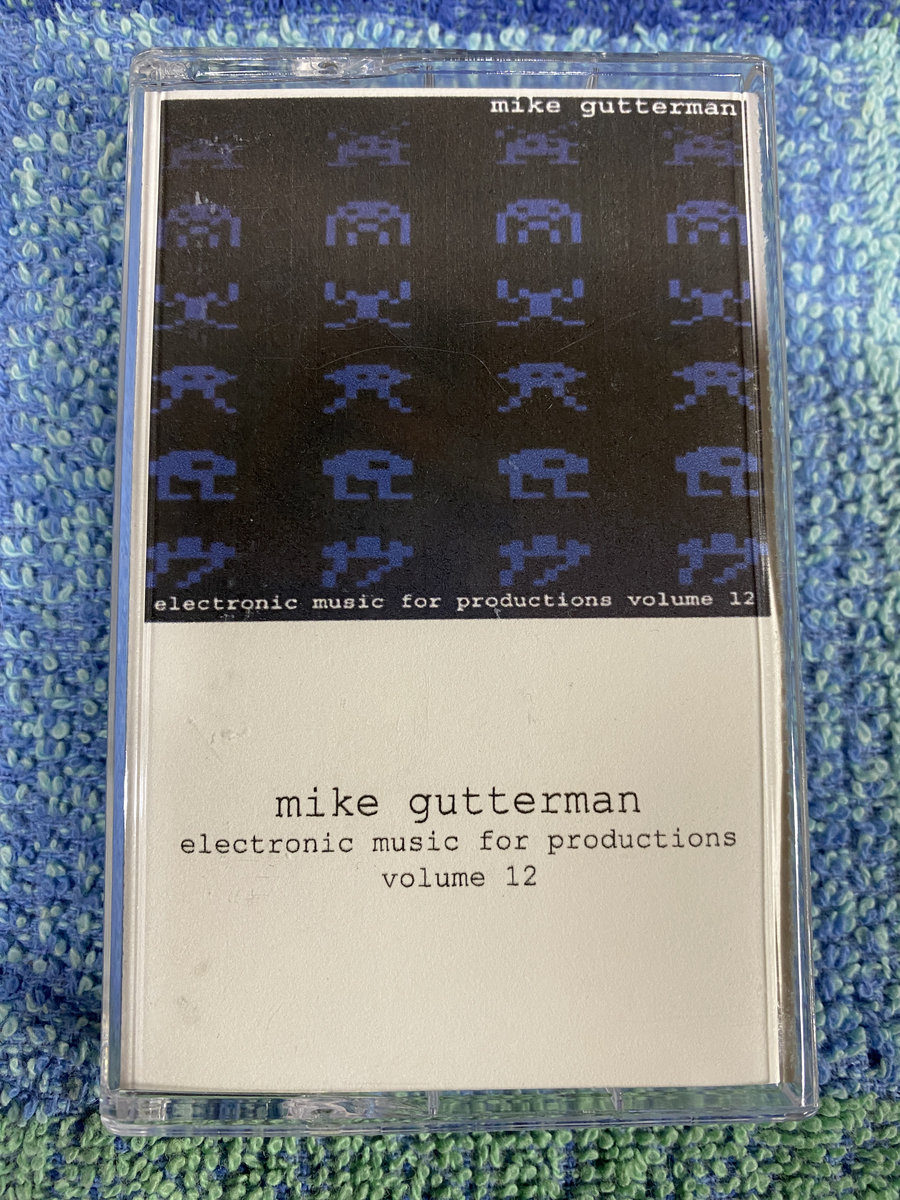 mike gutterman
electronic music for productions volume 12
mike gutterman
electronic music for productions
volume 12